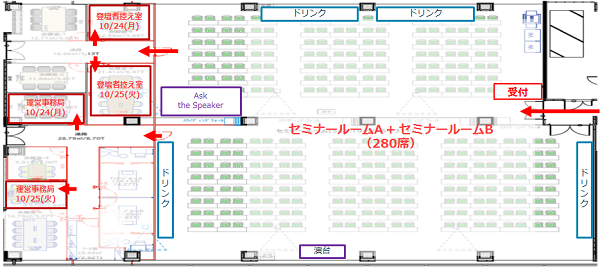 登壇者控え室
10/24(月)
ドリンク
ドリンク
登壇者控え室
10/25(火)
Ask
the Speaker
受付
運営事務局
10/24(月)
セミナールームA + セミナールームB
（280席）
運営事務局
10/25(火)
ドリンク
ドリンク
演台